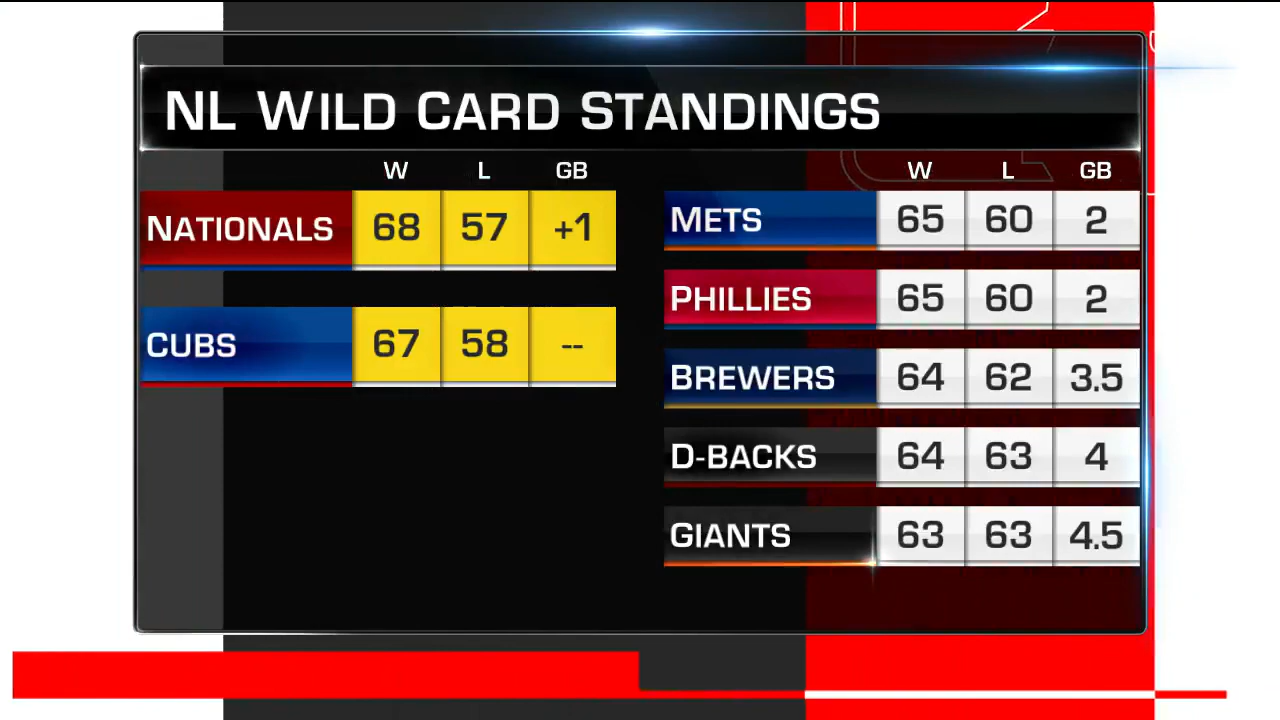 NL WILD CARD STANDINGS
W L GB
NATIONALS 68 57 +1
CUBS 67 58 --
W L GB
METS 65 60 2
PHILLIES 65 60 2
BREWERS 64 62 3.5
D-BACKS 64 63 4
GIANTS 63 63 4.5